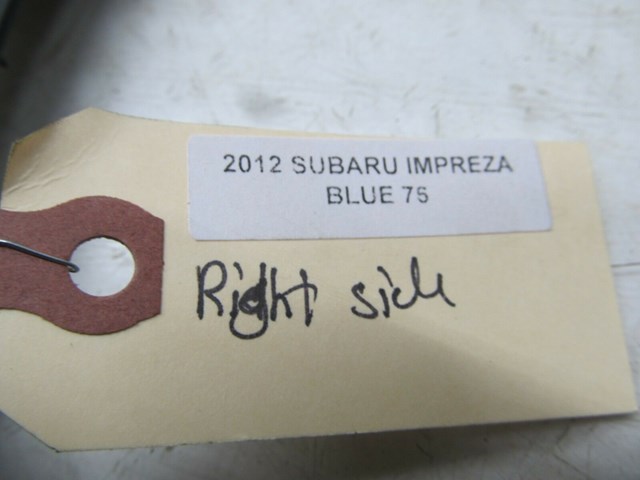 2012 SUBARU IMPREZA
BLUE 75
Right side